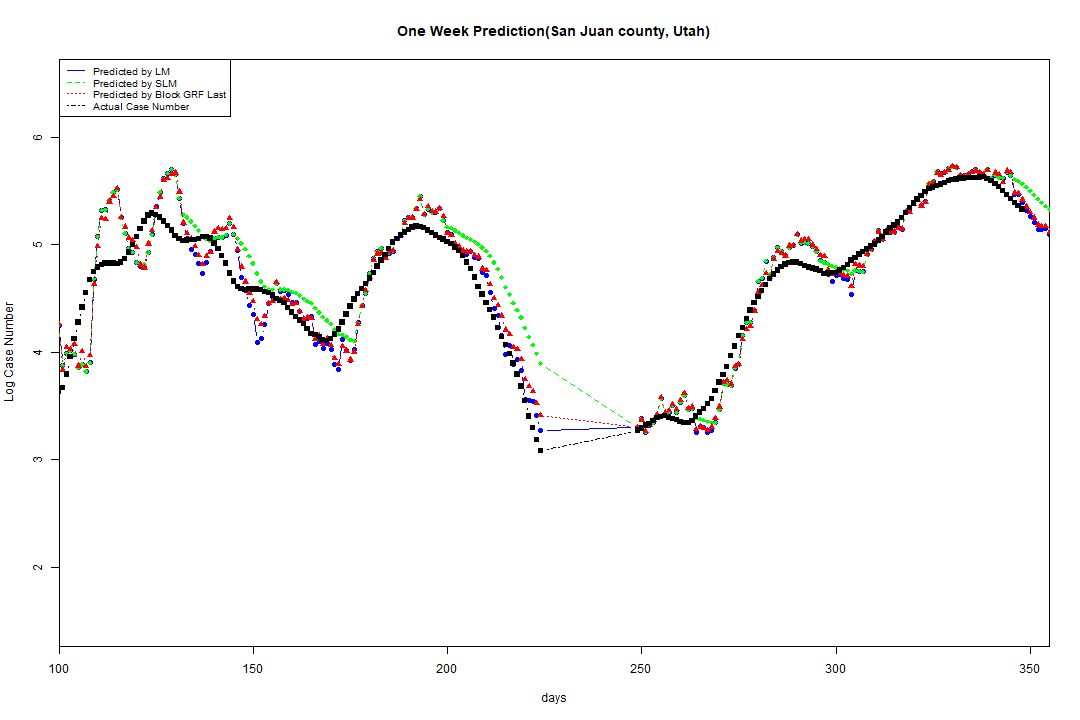 One Week Prediction(San Juan county, Utah)
Predicted by LM
Predicted by SLM
Predicted by Block GRF Last
Actual Case Number
Log Case Number
6
5
4
3
2
100 150 200 250 300 350
days